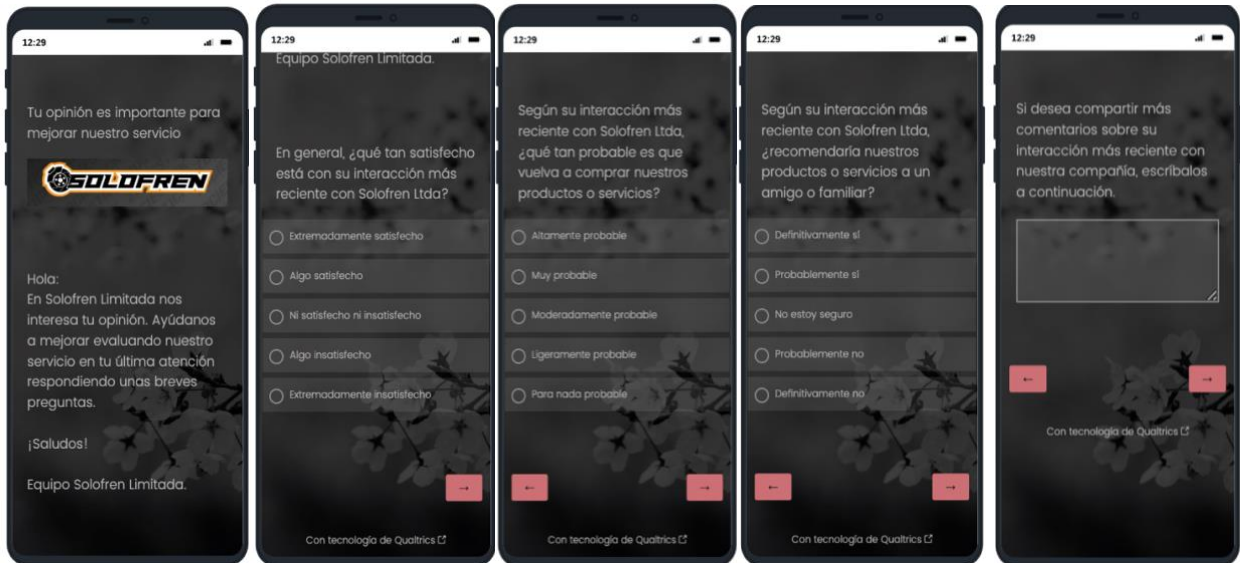 12:29
Tu opinión es importante para
mejorar nuestro servicio
SOLOFREN
Hola:
En Solofren Limitada nos
interesa tu opinión. Ayúdanos
a mejorar evaluando nuestro
servicio en tu última atención
respondiendo unas breves
preguntas.
¡Saludos!
Equipo Solofren Limitada.
12:29
Equipo Solofren Limitada.
En general, ¿qué tan satisfecho
está con su interacción más
reciente con Solofren Ltda?
Extremadamente satisfecho
Algo satisfecho
Ni satisfecho ni insatisfecho
Algo insatisfecho
Extremadamente insatisfecho
→
Con tecnología de Qualtrics
12:29
Según su interacción más
reciente con Solofren Ltda,
¿qué tan probable es que
vuelva a comprar nuestros
productos o servicios?
Altamente probable
Muy probable
Moderadamente probable
Ligeramente probable
Para nada probable
← →
Con tecnología de Qualtrics
12:29
Según su interacción más
reciente con Solofren Ltda,
¿recomendaría nuestros
productos o servicios a un
amigo o familiar?
Definitivamente sí
Probablemente sí
No estoy seguro
Probablemente no
Definitivamente no
← →
Con tecnología de Qualtrics
12:29
Si desea compartir más
comentarios sobre su
interacción más reciente con
nuestra compañía, escríbalos
a continuación.
← →
Con tecnología de Qualtrics